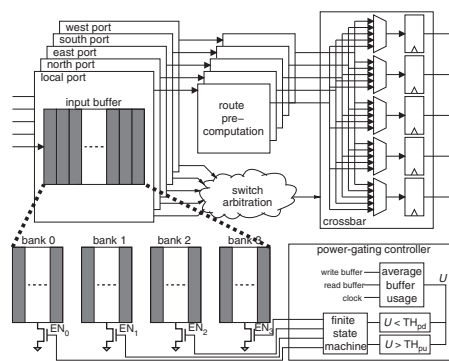 west port
south port
east port
north port
local port
input buffer
route
pre-
computation
switch
arbitration
crossbar
bank 0
bank 1
bank 2
bank 3
EN0
EN1
EN2
EN3
power-gating controller
write buffer
read buffer
clock
average
buffer
usage
U
finite
state
machine
U < THpd
U > THpu